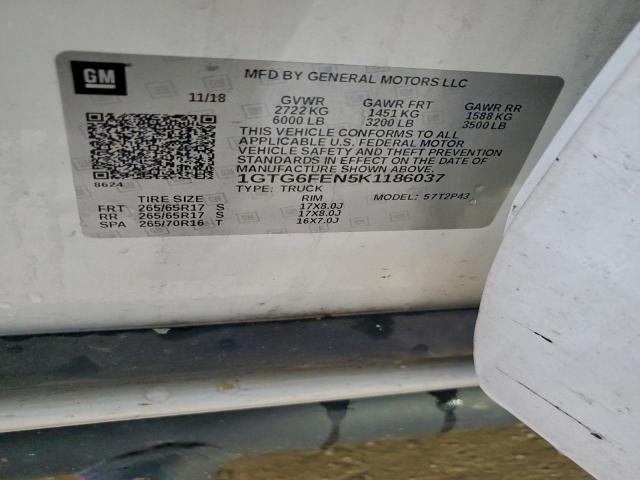 GM
MFD BY GENERAL MOTORS LLC
11/18 GVWR GAWR FRT GAWR RR
2722 KG 1451 KG 1588 KG
6000 LB 3200 LB 3500 LB
THIS VEHICLE CONFORMS TO ALL
APPLICABLE U.S. FEDERAL MOTOR
VEHICLE SAFETY AND THEFT PREVENTION
STANDARDS IN EFFECT ON THE DATE OF
MANUFACTURE SHOWN ABOVE.
8624 1GTG6FEN5K1186037
TYPE: TRUCK MODEL: 57T2P43
TIRE SIZE RIM
FRT 265/65R17 S 17X8.0J
RR 265/65R17 S 17X8.0J
SPA 265/70R16 T 16X7.0J